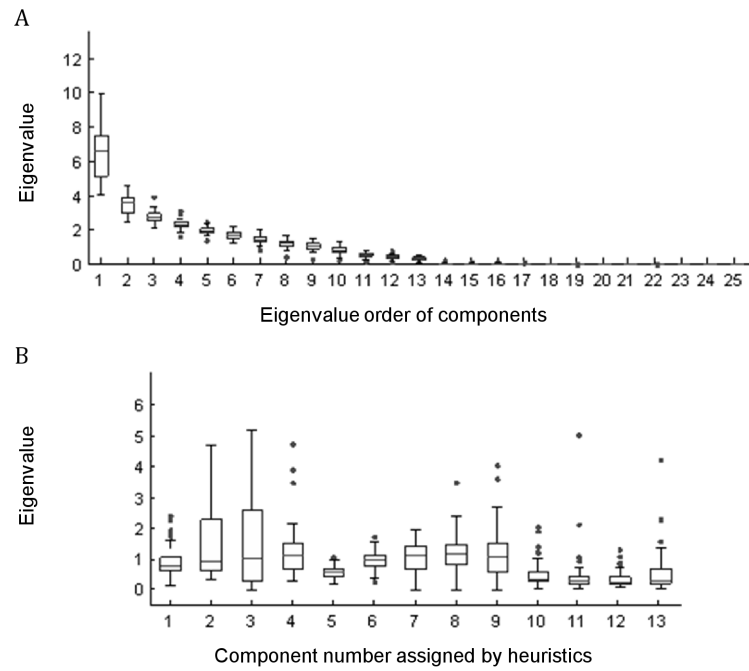 A
12
10
8
6
4
2
0
Eigenvalue
1 2 3 4 5 6 7 8 9 10 11 12 13 14 15 16 17 18 19 20 21 22 23 24 25
Eigenvalue order of components
B
6
5
4
3
2
1
0
Eigenvalue
1 2 3 4 5 6 7 8 9 10 11 12 13
Component number assigned by heuristics